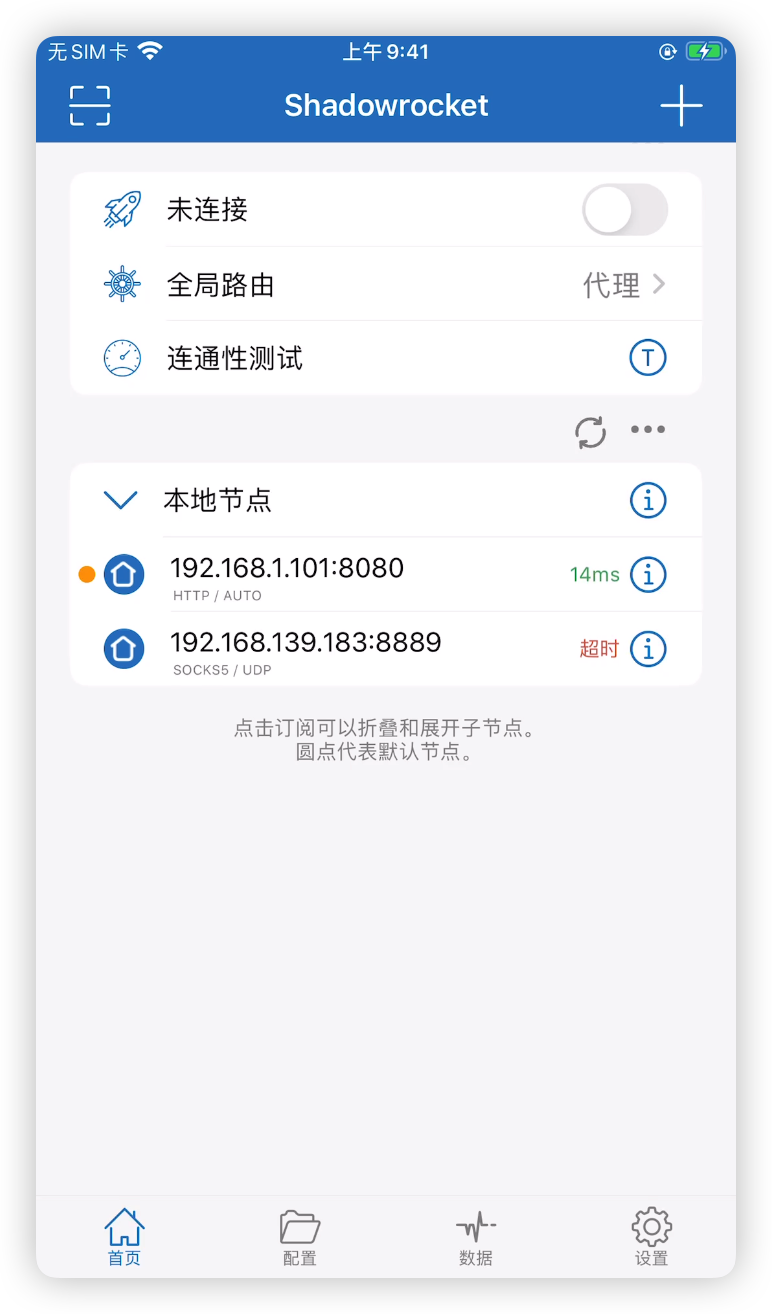 无SIM卡 上午9:41
Shadowrocket
未连接
全局路由 代理
连通性测试 T
本地节点
192.168.1.101:8080 14ms
HTTP / AUTO
192.168.139.183:8889 超时
SOCKS5 / UDP
点击订阅可以折叠和展开子节点。
圆点代表默认节点。
首页 配置 数据 设置